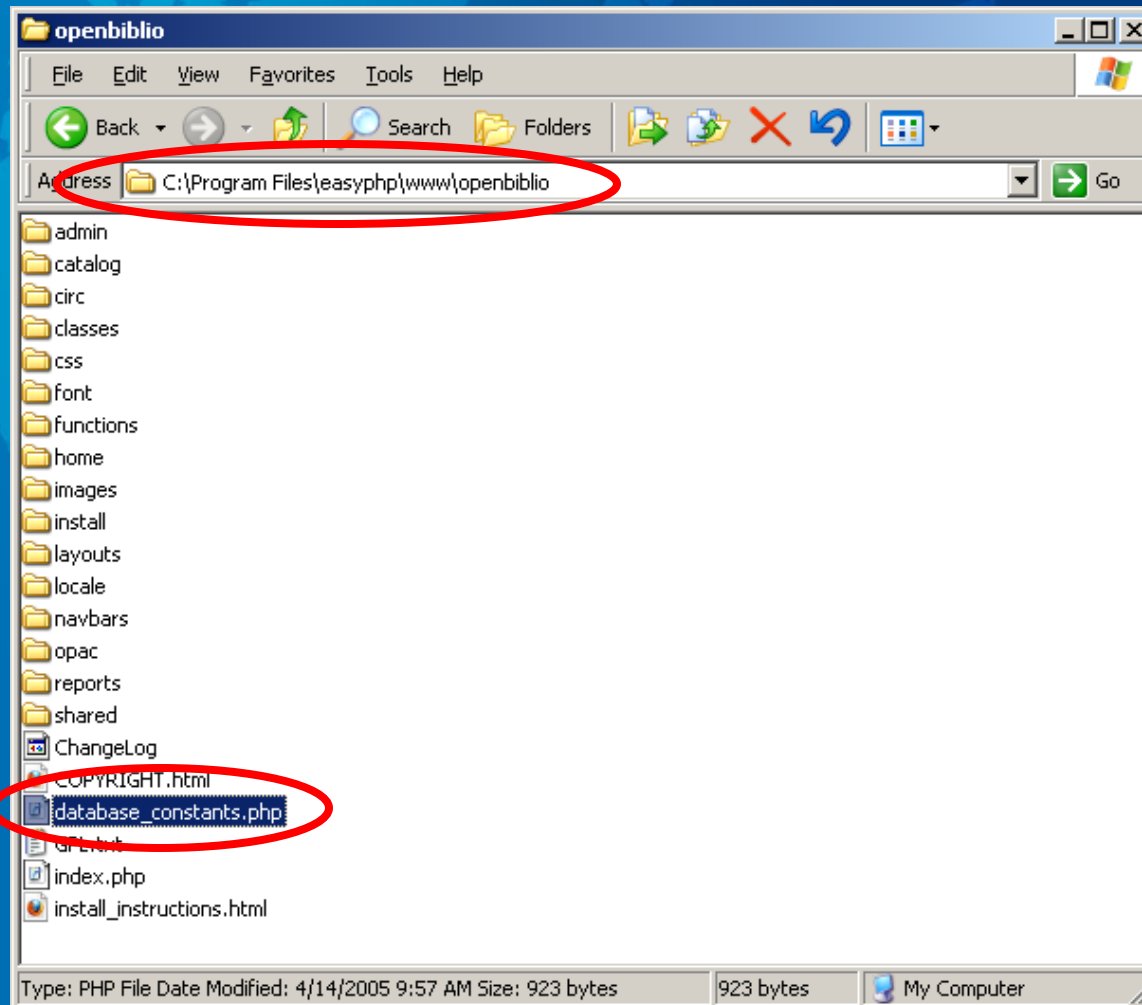 openbiblio
File Edit View Favorites Tools Help
Back Search Folders
Address C:\Program Files\easyphp\www\openbiblio Go
admin
catalog
circ
classes
css
font
functions
home
images
install
layouts
locale
navbars
opac
reports
shared
ChangeLog
COPYRIGHT.html
database_constants.php
GPL.txt
index.php
install_instructions.html
Type: PHP File Date Modified: 4/14/2005 9:57 AM Size: 923 bytes 923 bytes My Computer